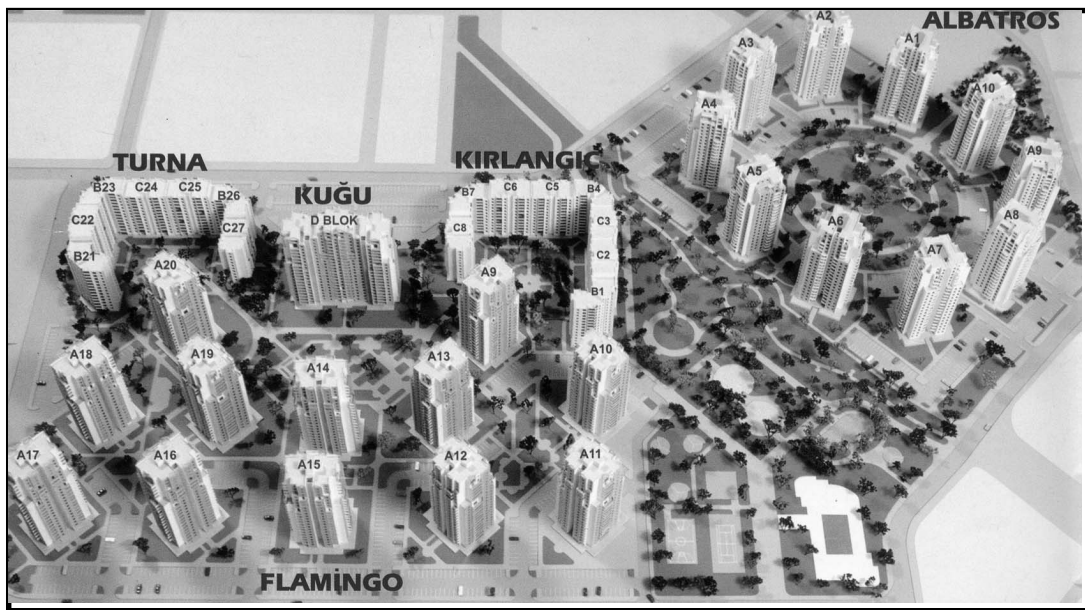 ALBATROS
A2
A1
A3
A10
A4
A9
A5
A8
A6
A7
TURNA
KIRLANGIÇ
KUĞU
B23
C24
C25
B26
C22
C27
B21
D BLOK
B7
C6
C5
B4
C8
C3
C2
B1
A20
A9
A18
A19
A14
A13
A10
A17
A16
A15
A12
A11
FLAMİNGO